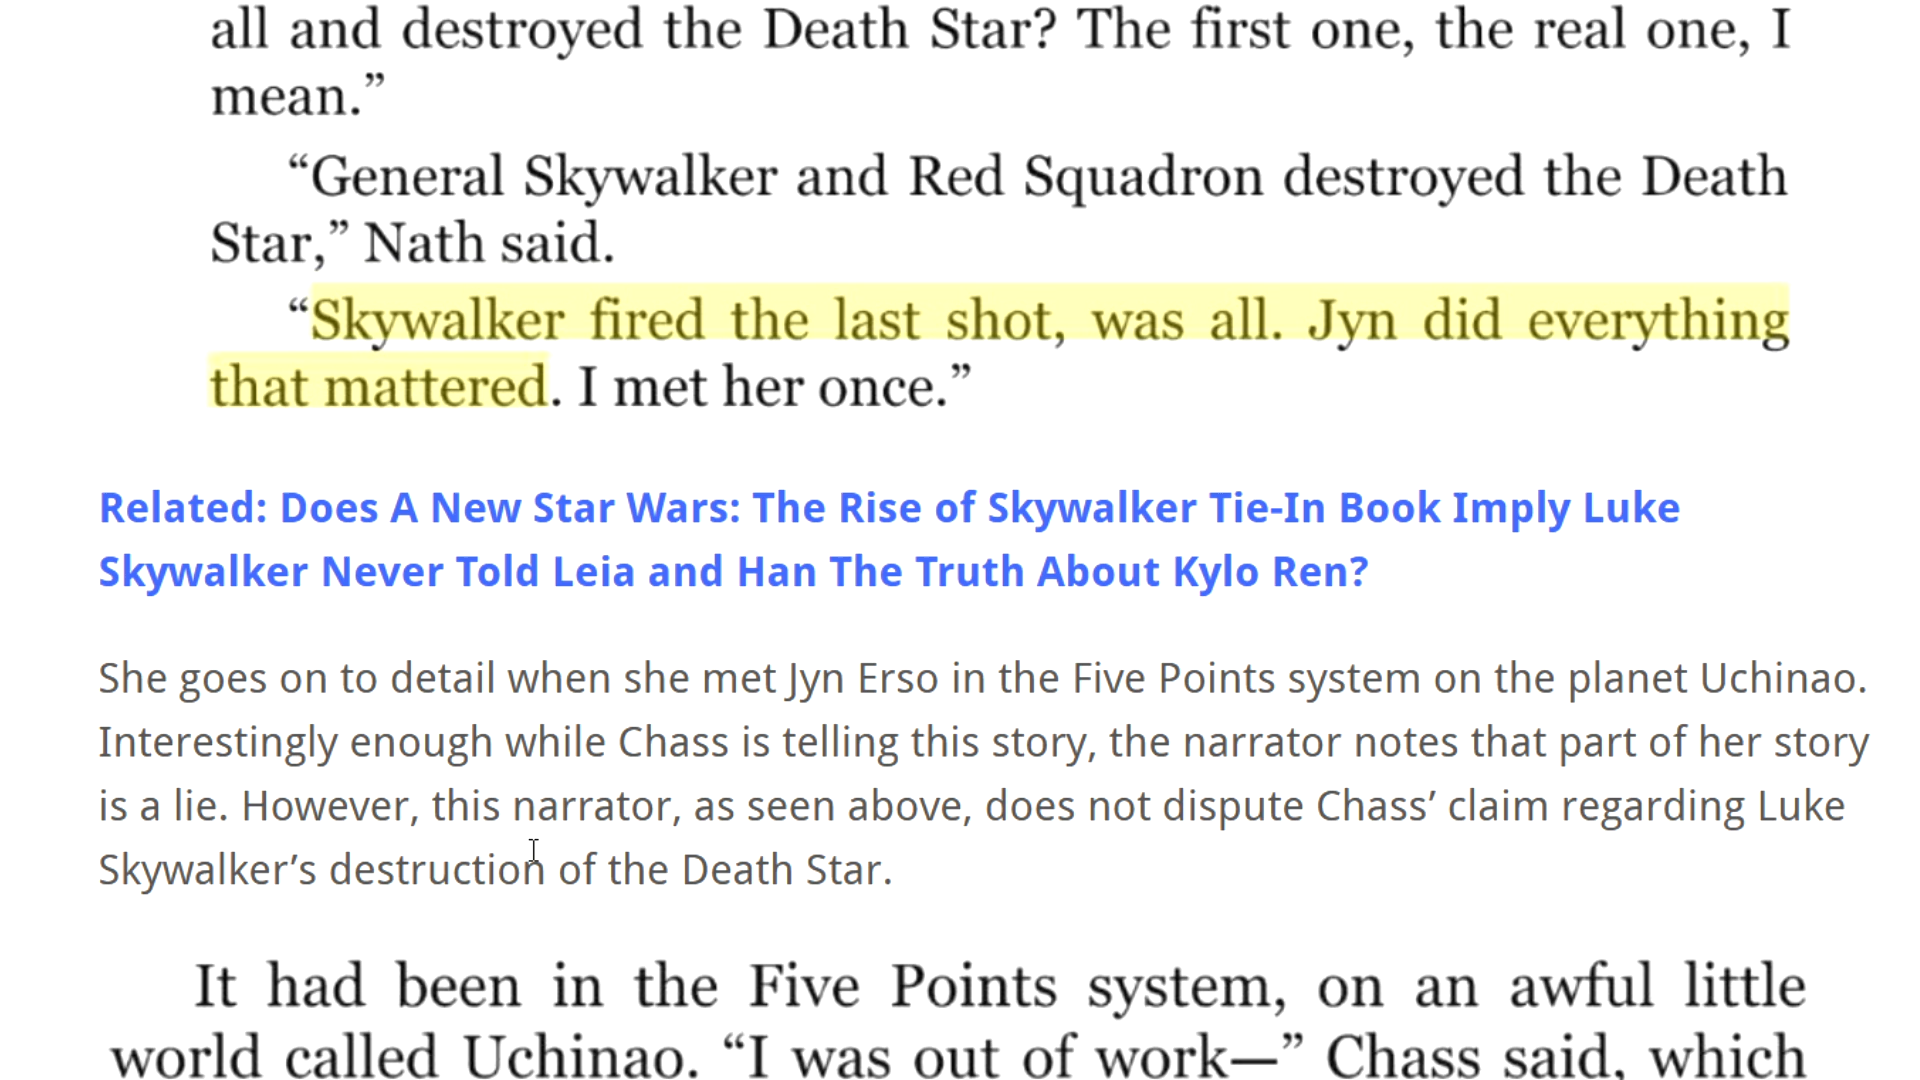 all and destroyed the Death Star? The first one, the real one, I
mean.”
“General Skywalker and Red Squadron destroyed the Death
Star,” Nath said.
“Skywalker fired the last shot, was all. Jyn did everything
that mattered. I met her once.”
Related: Does A New Star Wars: The Rise of Skywalker Tie-In Book Imply Luke
Skywalker Never Told Leia and Han The Truth About Kylo Ren?
She goes on to detail when she met Jyn Erso in the Five Points system on the planet Uchinao.
Interestingly enough while Chass is telling this story, the narrator notes that part of her story
is a lie. However, this narrator, as seen above, does not dispute Chass’ claim regarding Luke
Skywalker’s destruction of the Death Star.
It had been in the Five Points system, on an awful little
world called Uchinao. “I was out of work—” Chass said, which